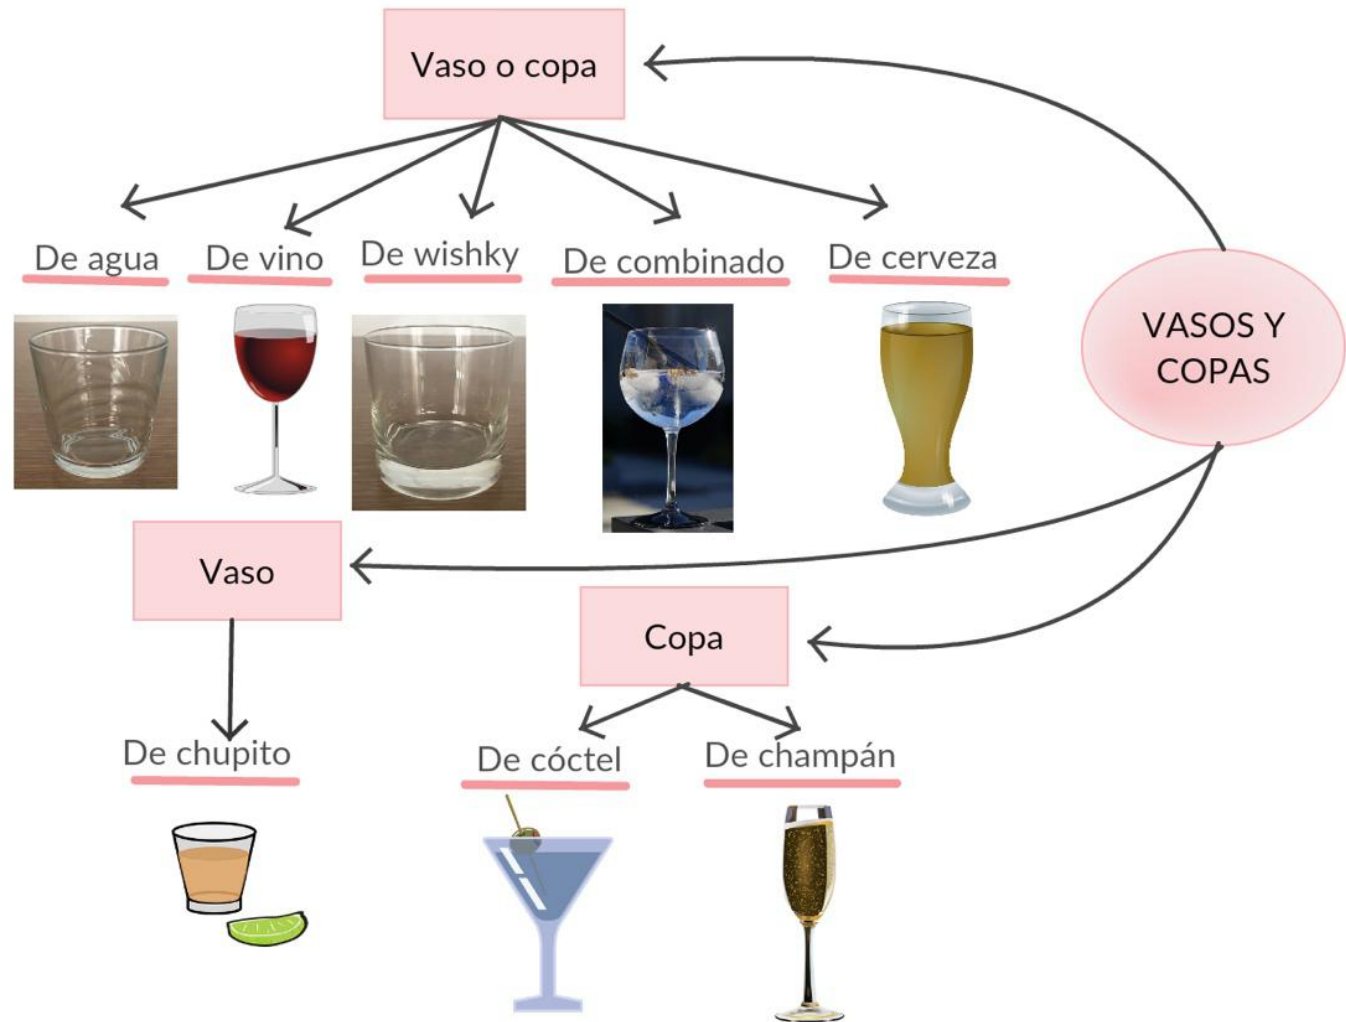 Vaso o copa
De agua
De vino
De wishky
De combinado
De cerveza
VASOS Y
COPAS
Vaso
Copa
De chupito
De cóctel
De champán